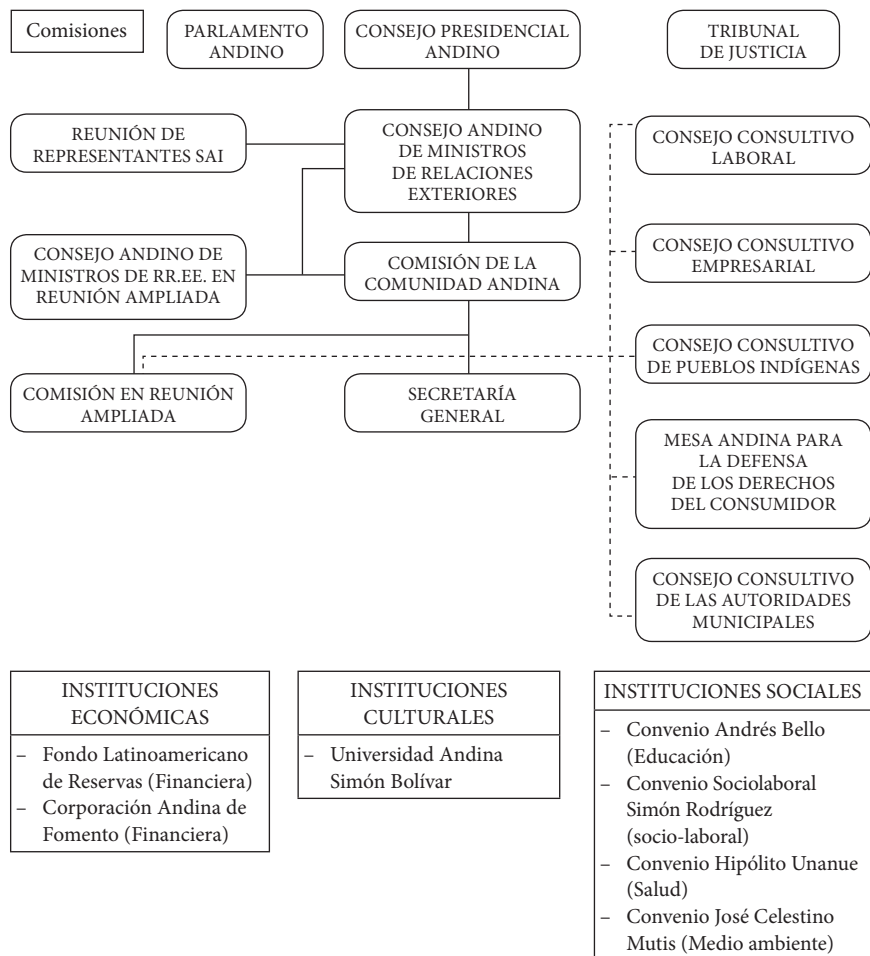 Comisiones
PARLAMENTO
ANDINO
CONSEJO PRESIDENCIAL
ANDINO
TRIBUNAL
DE JUSTICIA
REUNIÓN DE
REPRESENTANTES SAI
CONSEJO ANDINO
DE MINISTROS
DE RELACIONES
EXTERIORES
CONSEJO CONSULTIVO
LABORAL
CONSEJO ANDINO DE
MINISTROS DE RR.EE. EN
REUNIÓN AMPLIADA
COMISIÓN DE LA
COMUNIDAD ANDINA
CONSEJO CONSULTIVO
EMPRESARIAL
COMISIÓN EN REUNIÓN
AMPLIADA
SECRETARÍA
GENERAL
CONSEJO CONSULTIVO
DE PUEBLOS INDÍGENAS
MESA ANDINA PARA
LA DEFENSA
DE LOS DERECHOS
DEL CONSUMIDOR
CONSEJO CONSULTIVO
DE LAS AUTORIDADES
MUNICIPALES
INSTITUCIONES
ECONÓMICAS
– Fondo Latinoamericano
de Reservas (Financiera)
– Corporación Andina de
Fomento (Financiera)
INSTITUCIONES
CULTURALES
– Universidad Andina
Simón Bolívar
INSTITUCIONES SOCIALES
– Convenio Andrés Bello
(Educación)
– Convenio Sociolaboral
Simón Rodríguez
(socio-laboral)
– Convenio Hipólito Unanue
(Salud)
– Convenio José Celestino
Mutis (Medio ambiente)